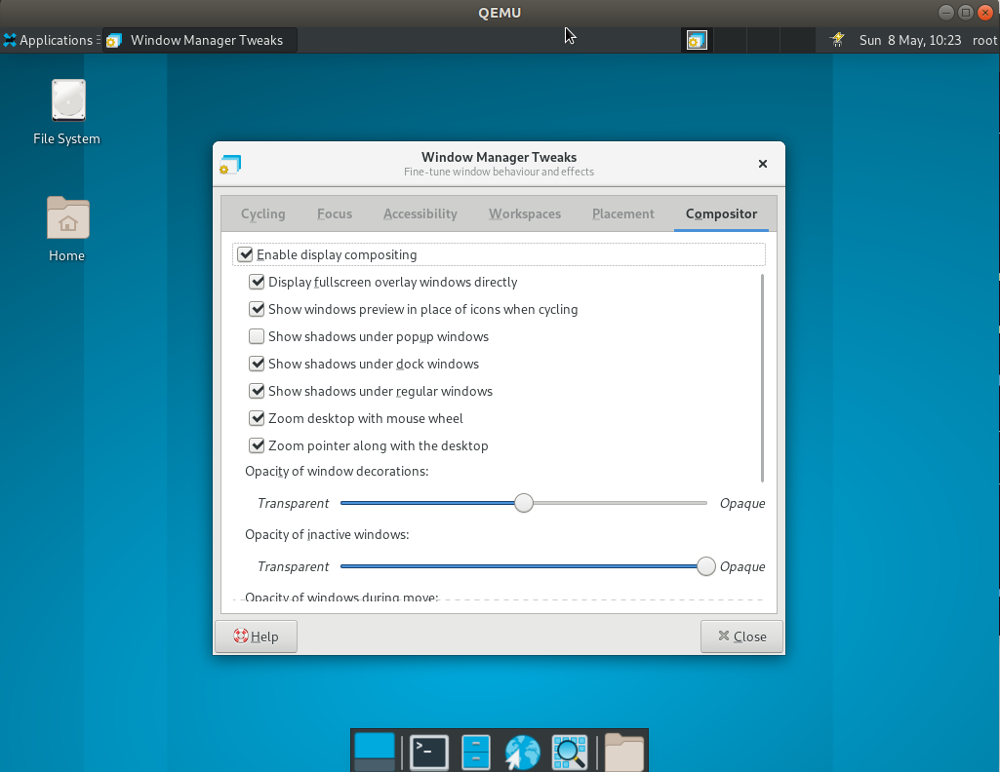 QEMU
Applications Window Manager Tweaks Sun 8 May, 10:23 root
File System
Home
Window Manager Tweaks
Fine-tune window behaviour and effects
Cycling Focus Accessibility Workspaces Placement Compositor
Enable display compositing
Display fullscreen overlay windows directly
Show windows preview in place of icons when cycling
Show shadows under popup windows
Show shadows under dock windows
Show shadows under regular windows
Zoom desktop with mouse wheel
Zoom pointer along with the desktop
Opacity of window decorations:
Transparent Opaque
Opacity of inactive windows:
Transparent Opaque
Opacity of windows during move:
Help Close